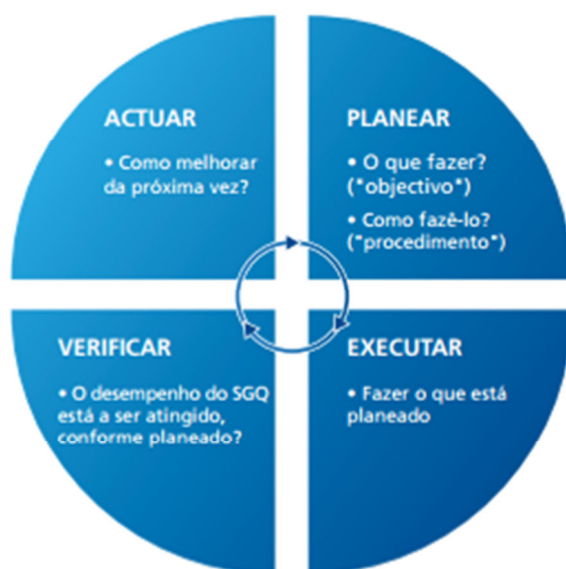 ACTUAR
• Como melhorar
da próxima vez?
PLANEAR
• O que fazer?
("objectivo")
• Como fazê-lo?
("procedimento")
VERIFICAR
• O desempenho do SGQ
está a ser atingido,
conforme planeado?
EXECUTAR
• Fazer o que está
planeado